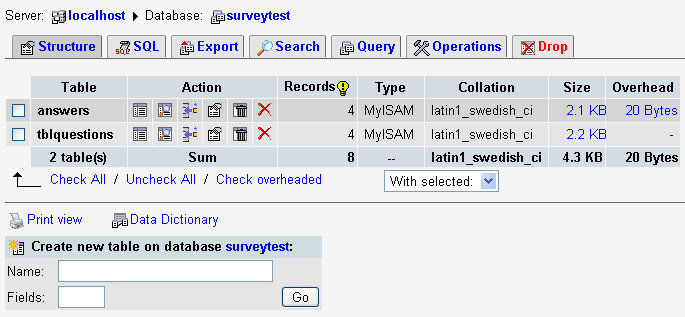 Server: localhost Database: surveytest
Structure SQL Export Search Query Operations Drop
Table Action Records Type Collation Size Overhead
answers 4 MyISAM latin1_swedish_ci 2.1 KB 20 Bytes
tblquestions 4 MyISAM latin1_swedish_ci 2.2 KB -
2 table(s) Sum 8 -- latin1_swedish_ci 4.3 KB 20 Bytes
Check All / Uncheck All / Check overheaded With selected:
Print view Data Dictionary
Create new table on database surveytest:
Name:
Fields: Go